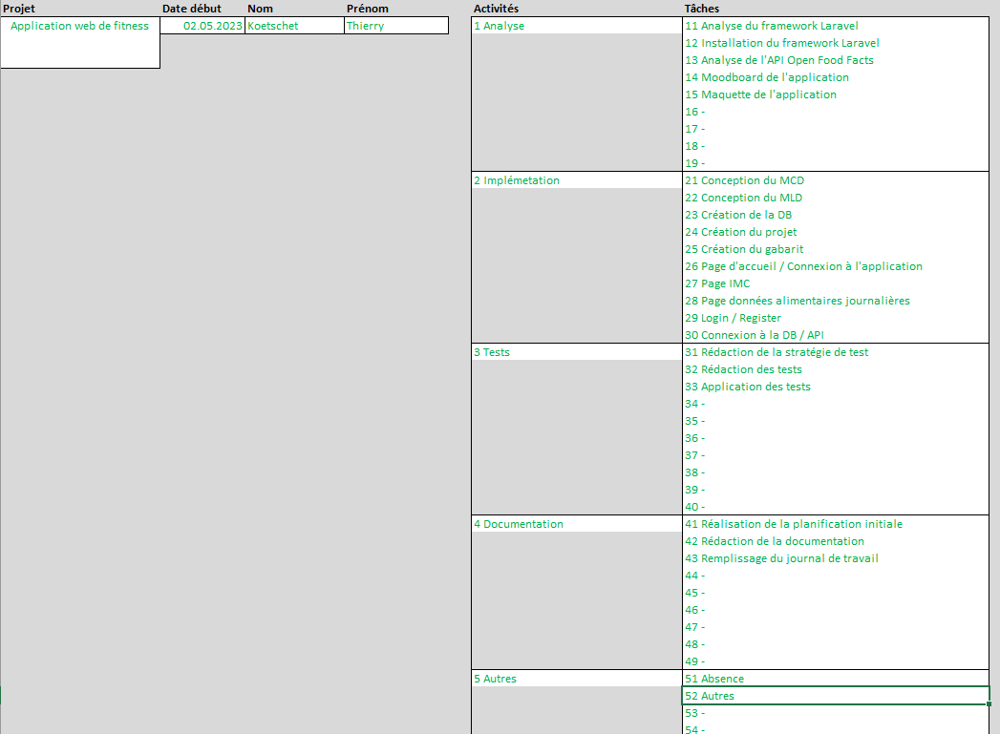 Projet Date début Nom Prénom Activités Tâches
Application web de fitness 02.05.2023 Koetschet Thierry 1 Analyse 11 Analyse du framework Laravel
12 Installation du framework Laravel
13 Analyse de l'API Open Food Facts
14 Moodboard de l'application
15 Maquette de l'application
16 -
17 -
18 -
19 -
2 Implémetation 21 Conception du MCD
22 Conception du MLD
23 Création de la DB
24 Création du projet
25 Création du gabarit
26 Page d'accueil / Connexion à l'application
27 Page IMC
28 Page données alimentaires journalières
29 Login / Register
30 Connexion à la DB / API
3 Tests 31 Rédaction de la stratégie de test
32 Rédaction des tests
33 Application des tests
34 -
35 -
36 -
37 -
38 -
39 -
40 -
4 Documentation 41 Réalisation de la planification initiale
42 Rédaction de la documentation
43 Remplissage du journal de travail
44 -
45 -
46 -
47 -
48 -
49 -
5 Autres 51 Absence
52 Autres
53 -
54 -